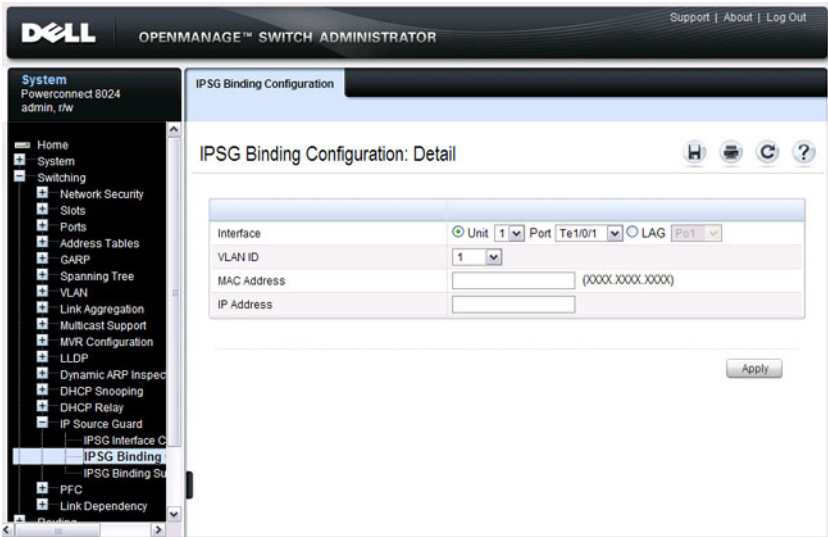 Support | About | Log Out
DELL
OPENMANAGE™ SWITCH ADMINISTRATOR
System
Powerconnect 8024
admin, r/w
IPSG Binding Configuration
Home
System
Switching
Network Security
Slots
Ports
Address Tables
GARP
Spanning Tree
VLAN
Link Aggregation
Multicast Support
MVR Configuration
LLDP
Dynamic ARP Inspec
DHCP Snooping
DHCP Relay
IP Source Guard
IPSG Interface C
IPSG Binding
IPSG Binding Su
PFC
Link Dependency
Routing
IPSG Binding Configuration: Detail
Interface Unit 1 Port Te1/0/1 LAG Po1
VLAN ID 1
MAC Address (XXXX.XXXX.XXXX)
IP Address
Apply